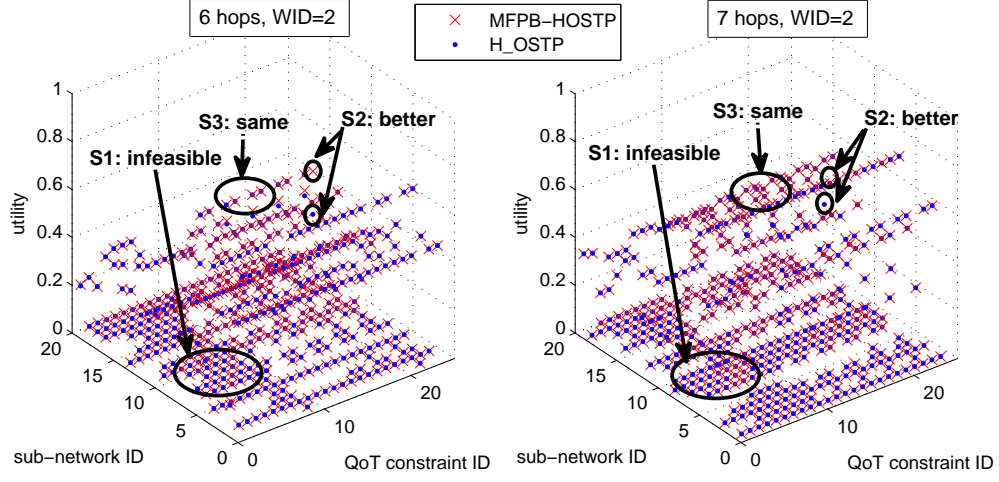 6 hops, WID=2
MFPB−HOSTP
H_OSTP
7 hops, WID=2
1
0.8
0.6
0.4
0.2
0
utility
20
15
10
5
0
sub−network ID
0
10
20
QoT constraint ID
S1: infeasible
S3: same
S2: better
1
0.8
0.6
0.4
0.2
0
utility
20
15
10
5
0
sub−network ID
0
10
20
QoT constraint ID
S1: infeasible
S3: same
S2: better